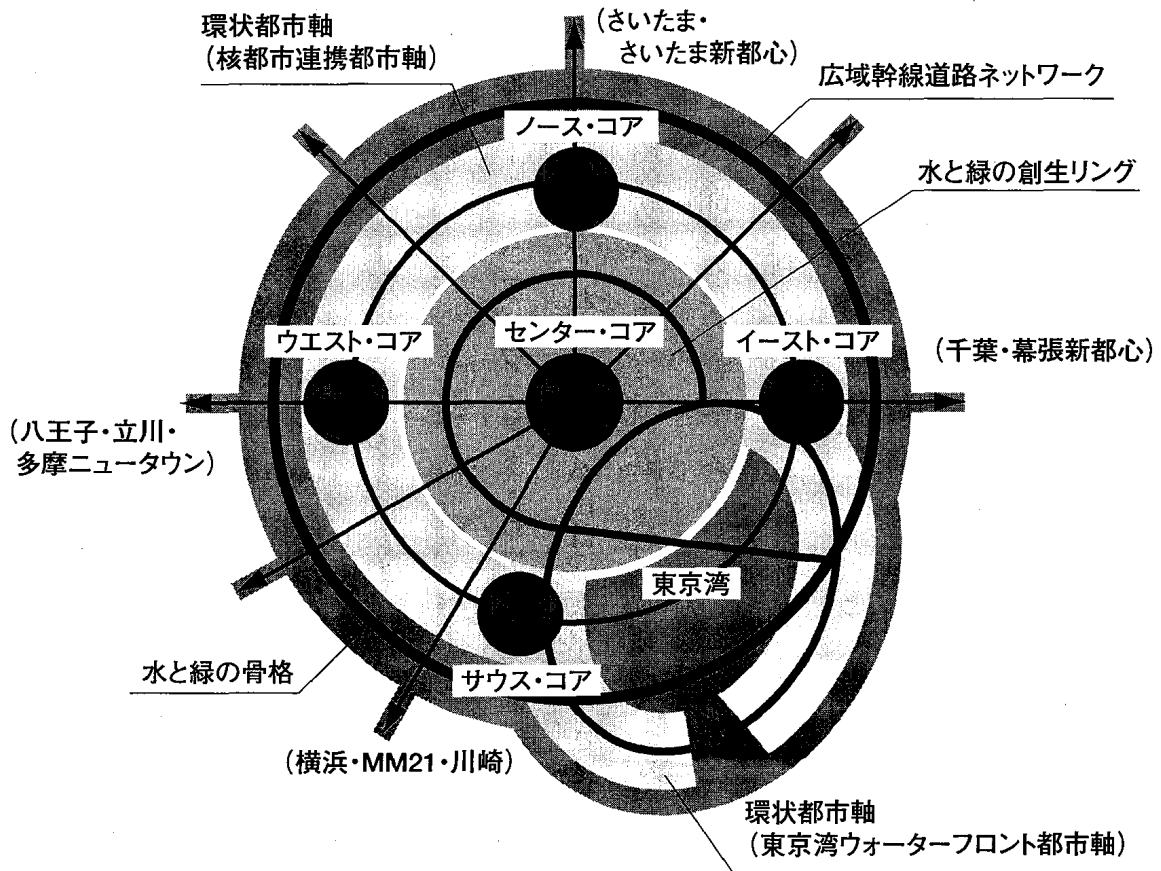 環状都市軸
(核都市連携都市軸)
(さいたま・
さいたま新都心)
広域幹線道路ネットワーク
ノース・コア
水と緑の創生リング
ウエスト・コア
センター・コア
イースト・コア
(千葉・幕張新都心)
(八王子・立川・
多摩ニュータウン)
東京湾
水と緑の骨格
サウス・コア
(横浜・MM21・川崎)
環状都市軸
(東京湾ウォーターフロント都市軸)